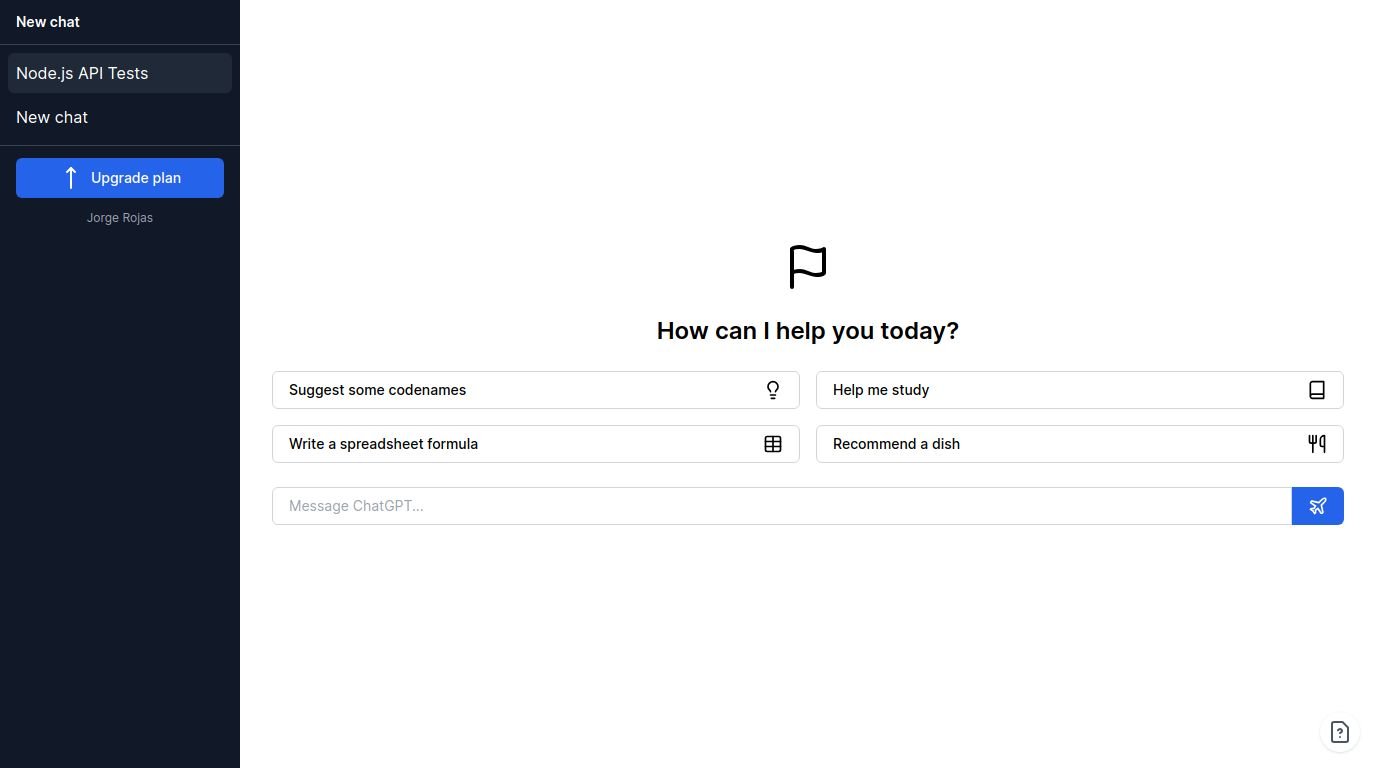 New chat
Node.js API Tests
New chat
Upgrade plan
Jorge Rojas
How can I help you today?
Suggest some codenames
Help me study
Write a spreadsheet formula
Recommend a dish
Message ChatGPT...